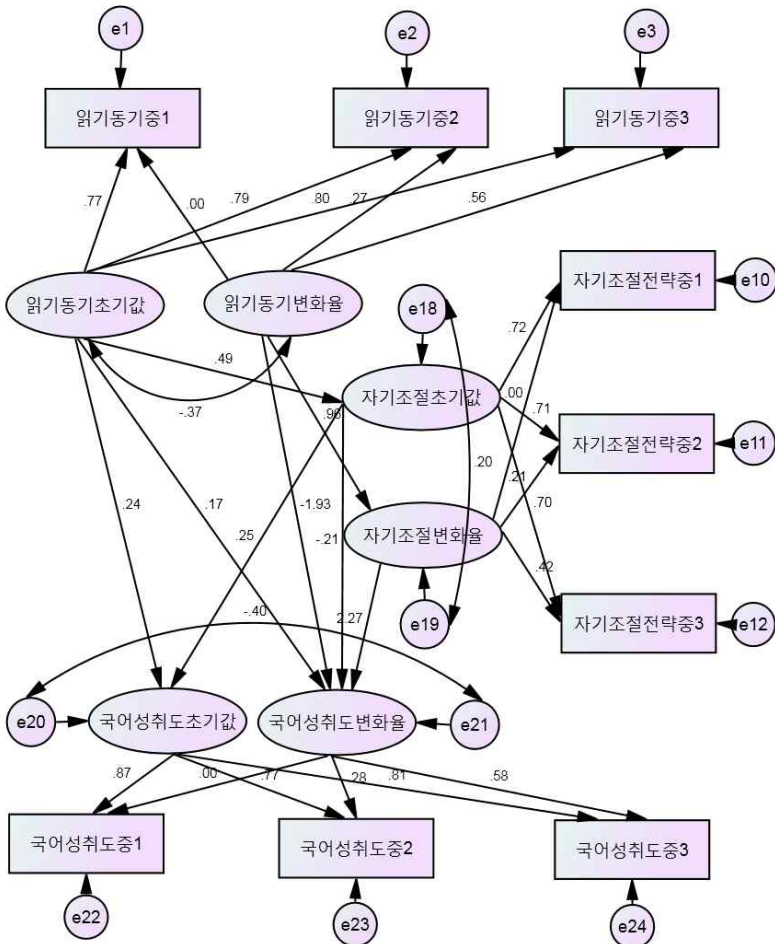 e1
e2
e3
읽기동기중1
읽기동기중2
읽기동기중3
.77
.00
.79
.80
.27
.56
읽기동기초기값
읽기동기변화율
e18
자기조절전략중1
e10
.49
.72
-.37
자기조절초기값
.00
.71
.96
자기조절전략중2
e11
.20
.21
.24
.17
-1.93
.70
.25
-.21
자기조절변화율
.42
-.40
2.27
e19
자기조절전략중3
e12
e20
국어성취도초기값
국어성취도변화율
e21
.87
.00
.77
.28
.81
.58
국어성취도중1
국어성취도중2
국어성취도중3
e22
e23
e24